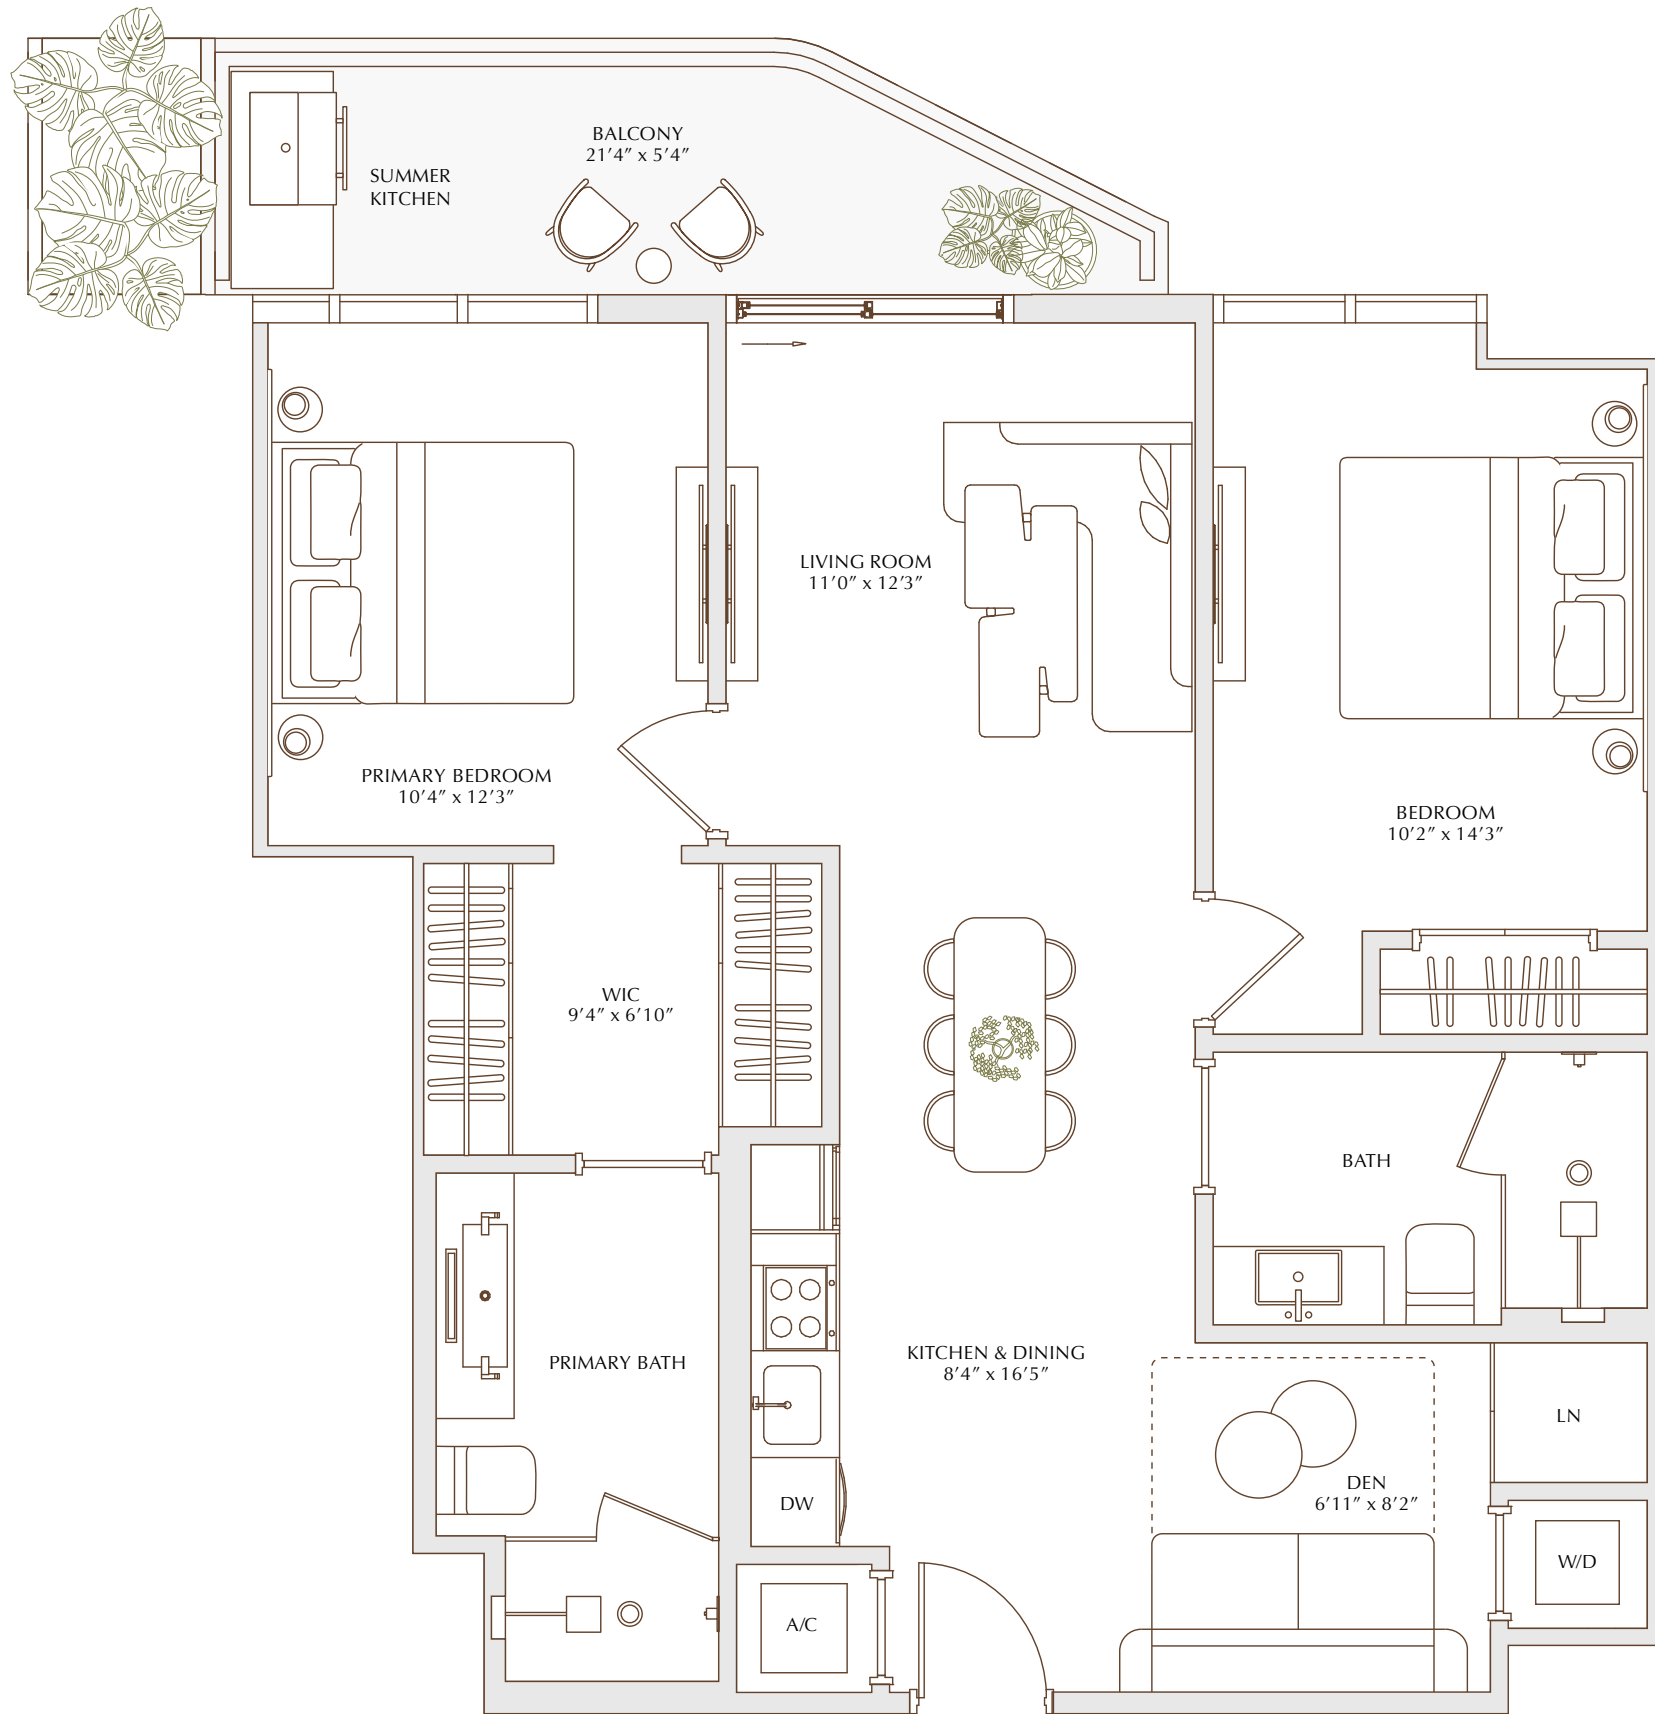 BALCONY
21’4” x 5’4”
SUMMER
KITCHEN
LIVING ROOM
11’0” x 12’3”
PRIMARY BEDROOM
10’4” x 12’3”
BEDROOM
10’2” x 14’3”
WIC
9’4” x 6’10”
BATH
PRIMARY BATH
KITCHEN & DINING
8’4” x 16’5”
LN
DEN
6’11” x 8’2”
DW
W/D
A/C